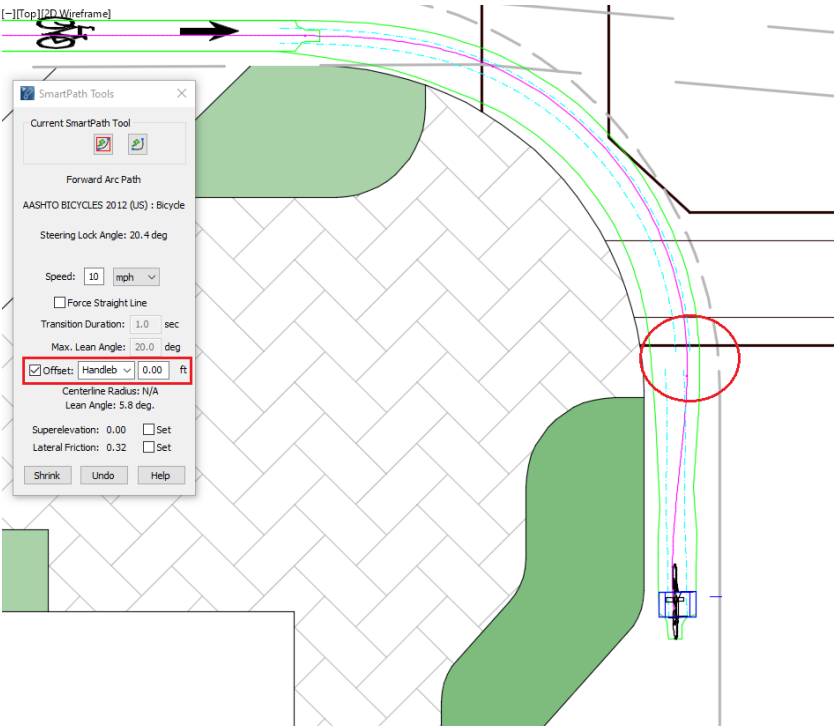 [−][Top][2D Wireframe]
SmartPath Tools
Current SmartPath Tool
Forward Arc Path
AASHTO BICYCLES 2012 (US) : Bicycle
Steering Lock Angle: 20.4 deg
Speed: 10 mph
Force Straight Line
Transition Duration: 1.0 sec
Max. Lean Angle: 20.0 deg
Offset: Handleb 0.00 ft
Centerline Radius: N/A
Lean Angle: 5.8 deg.
Superelevation: 0.00 Set
Lateral Friction: 0.32 Set
Shrink Undo Help